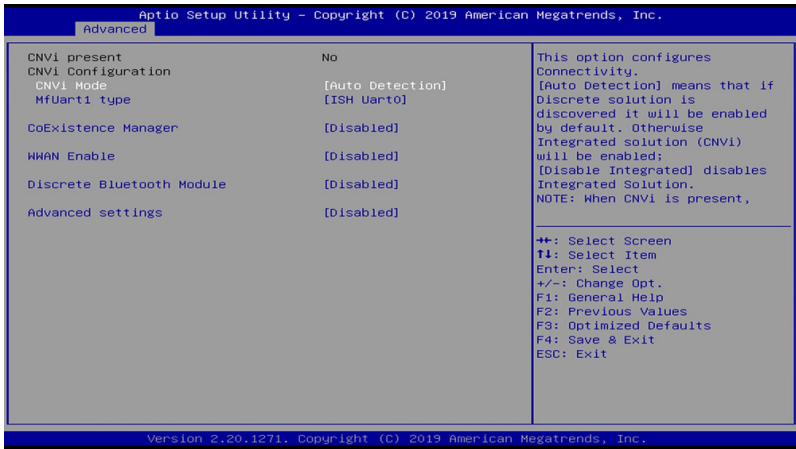 Aptio Setup Utility – Copyright (C) 2019 American Megatrends, Inc.
Advanced
CNVi present No
CNVi Configuration
CNVi Mode [Auto Detection]
MfUart1 type [ISH Uart0]
CoExistence Manager [Disabled]
WWAN Enable [Disabled]
Discrete Bluetooth Module [Disabled]
Advanced settings [Disabled]
This option configures
Connectivity.
[Auto Detection] means that if
Discrete solution is
discovered it will be enabled
by default. Otherwise
Integrated solution (CNVi)
will be enabled;
[Disable Integrated] disables
Integrated Solution.
NOTE: When CNVi is present,
→←: Select Screen
↑↓: Select Item
Enter: Select
+/-: Change Opt.
F1: General Help
F2: Previous Values
F3: Optimized Defaults
F4: Save & Exit
ESC: Exit
Version 2.20.1271. Copyright (C) 2019 American Megatrends, Inc.